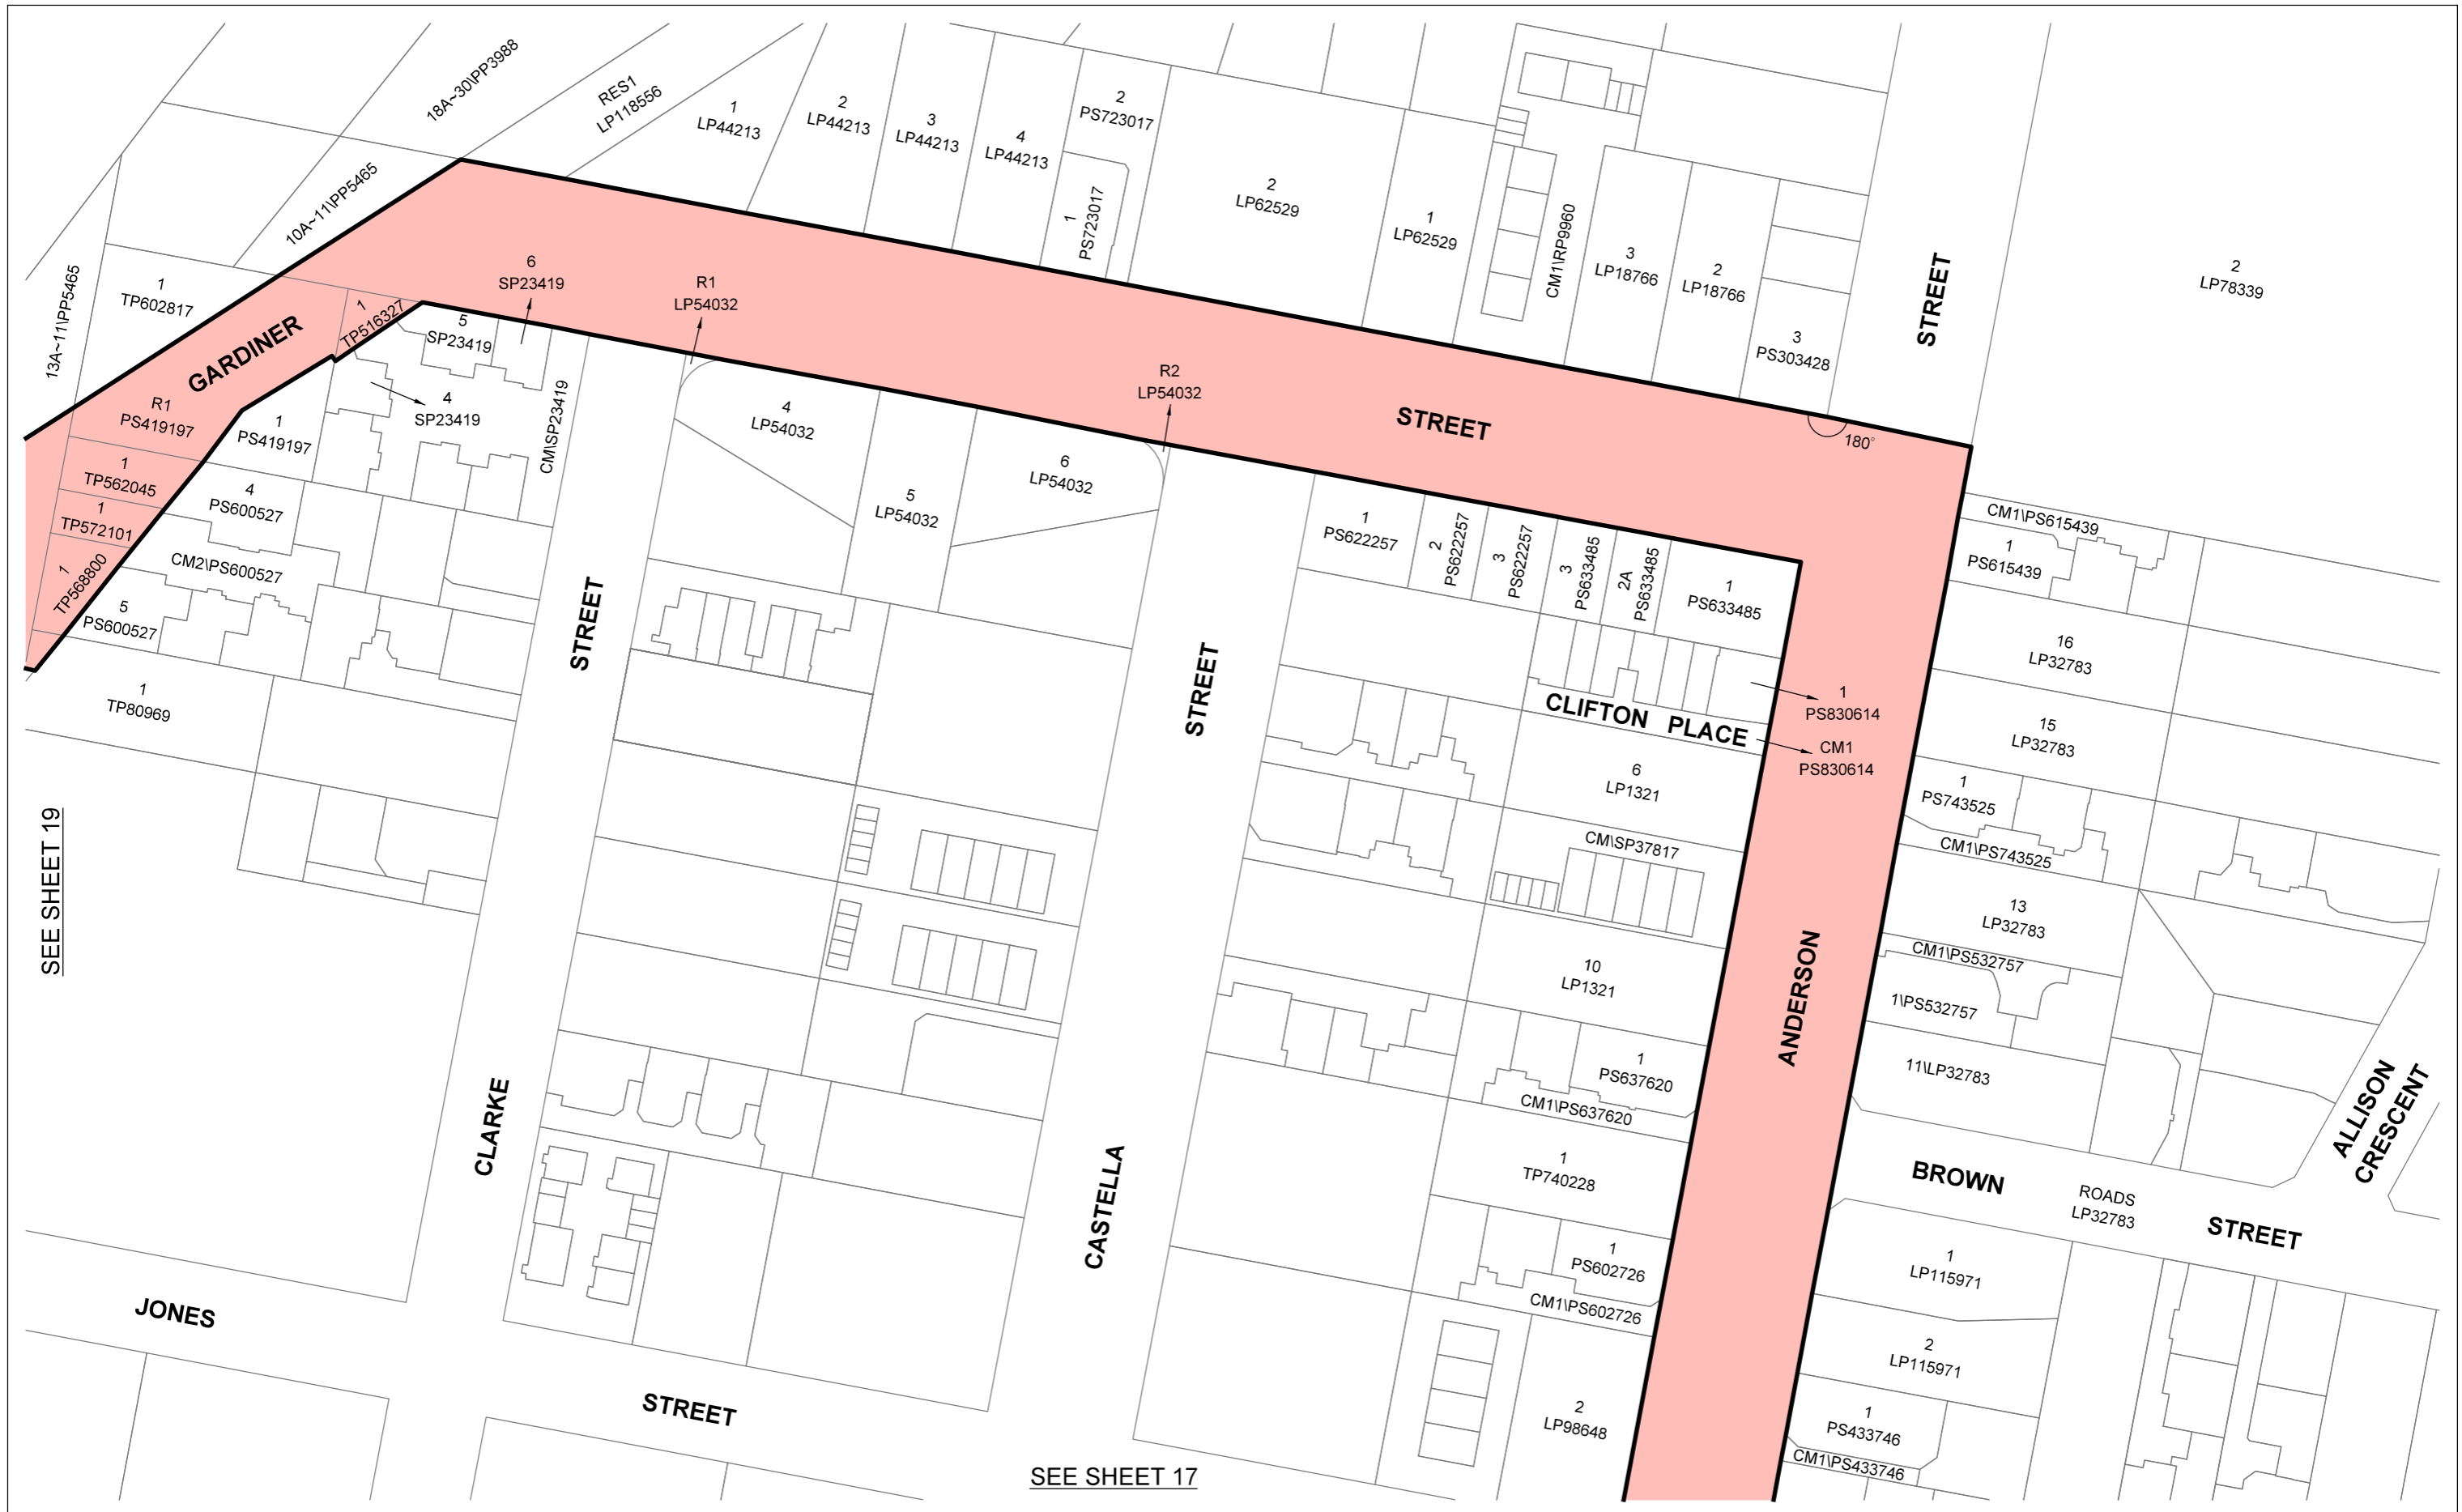 18A~30\PP3988
RES1
LP118556
10A~11\PP5465
13A~11\PP5465
1
LP44213
2
LP44213
3
LP44213
4
LP44213
2
PS723017
1
PS723017
2
LP62529
1
LP62529
CM1\RP9960
3
LP18766
2
LP18766
3
PS303428
STREET
2
LP78339
1
TP602817
GARDINER
1
TP516327
6
SP23419
5
SP23419
4
SP23419
CM\SP23419
R1
LP54032
R2
LP54032
STREET
180°
R1
PS419197
1
PS419197
1
TP562045
1
TP572101
1
TP568800
4
PS600527
CM2\PS600527
5
PS600527
1
TP80969
4
LP54032
5
LP54032
6
LP54032
STREET
STREET
1
PS622257
2
PS622257
3
PS622257
3
PS633485
2A
PS633485
1
PS633485
CM1\PS615439
1
PS615439
16
LP32783
15
LP32783
1
PS830614
CM1
PS830614
CLIFTON PLACE
6
LP1321
CM\SP37817
10
LP1321
1
PS637620
CM1\PS637620
1
TP740228
1
PS602726
CM1\PS602726
2
LP98648
ANDERSON
1
PS743525
CM1\PS743525
13
LP32783
CM1\PS532757
1\PS532757
11\LP32783
ALLISON
CRESCENT
BROWN
ROADS
LP32783
STREET
1
LP115971
2
LP115971
1
PS433746
CM1\PS433746
SEE SHEET 19
CLARKE
CASTELLA
JONES
STREET
SEE SHEET 17